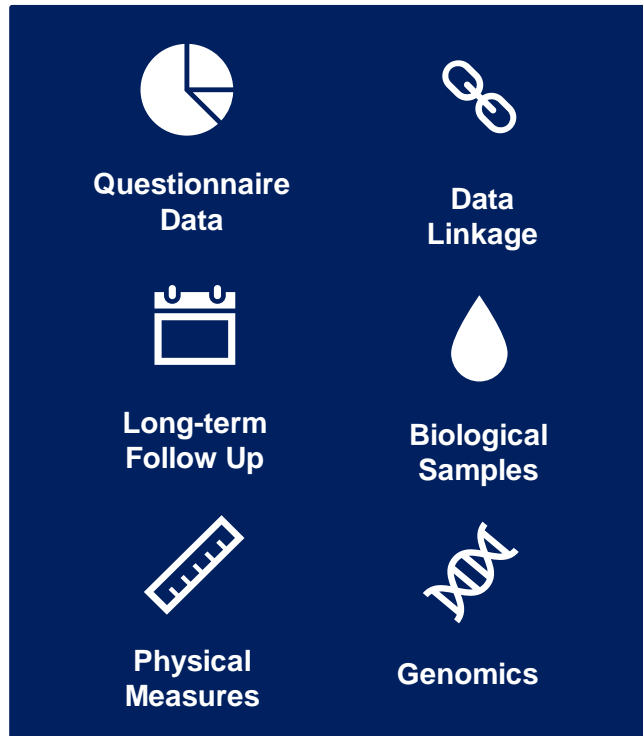 Questionnaire
Data
Data
Linkage
Long-term
Follow Up
Biological
Samples
Physical
Measures
Genomics